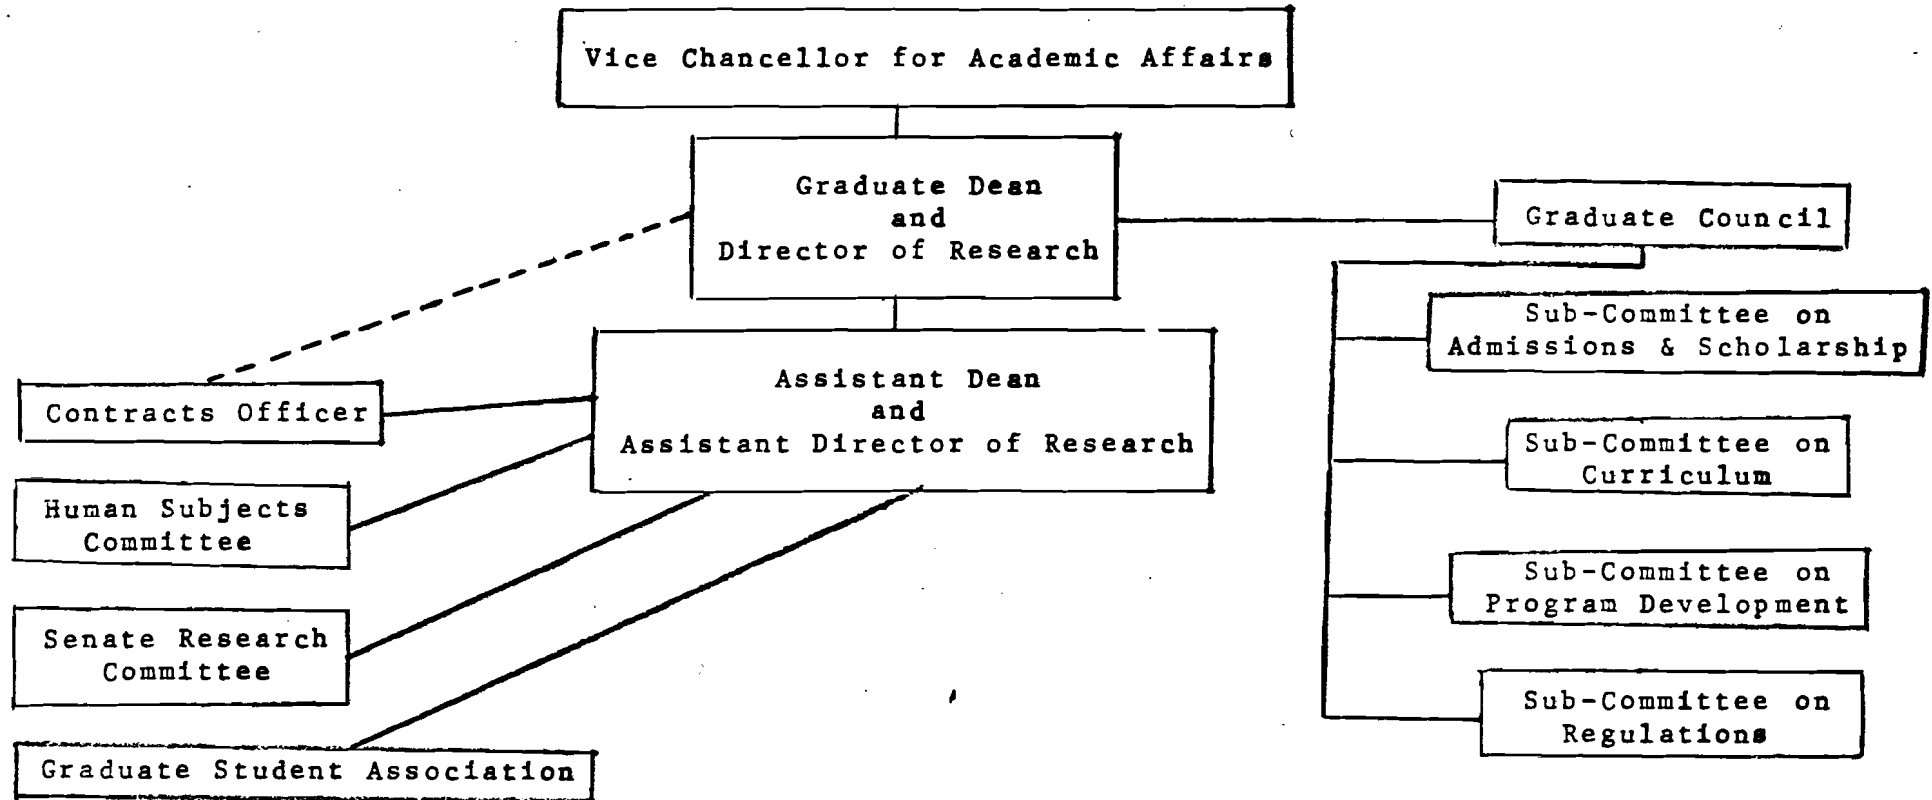 Vice Chancellor for Academic Affairs
Graduate Dean
and
Director of Research
Graduate Council
Sub-Committee on
Admissions & Scholarship
Assistant Dean
and
Assistant Director of Research
Contracts Officer
Sub-Committee on
Curriculum
Human Subjects
Committee
Sub-Committee on
Program Development
Senate Research
Committee
Sub-Committee on
Regulations
Graduate Student Association